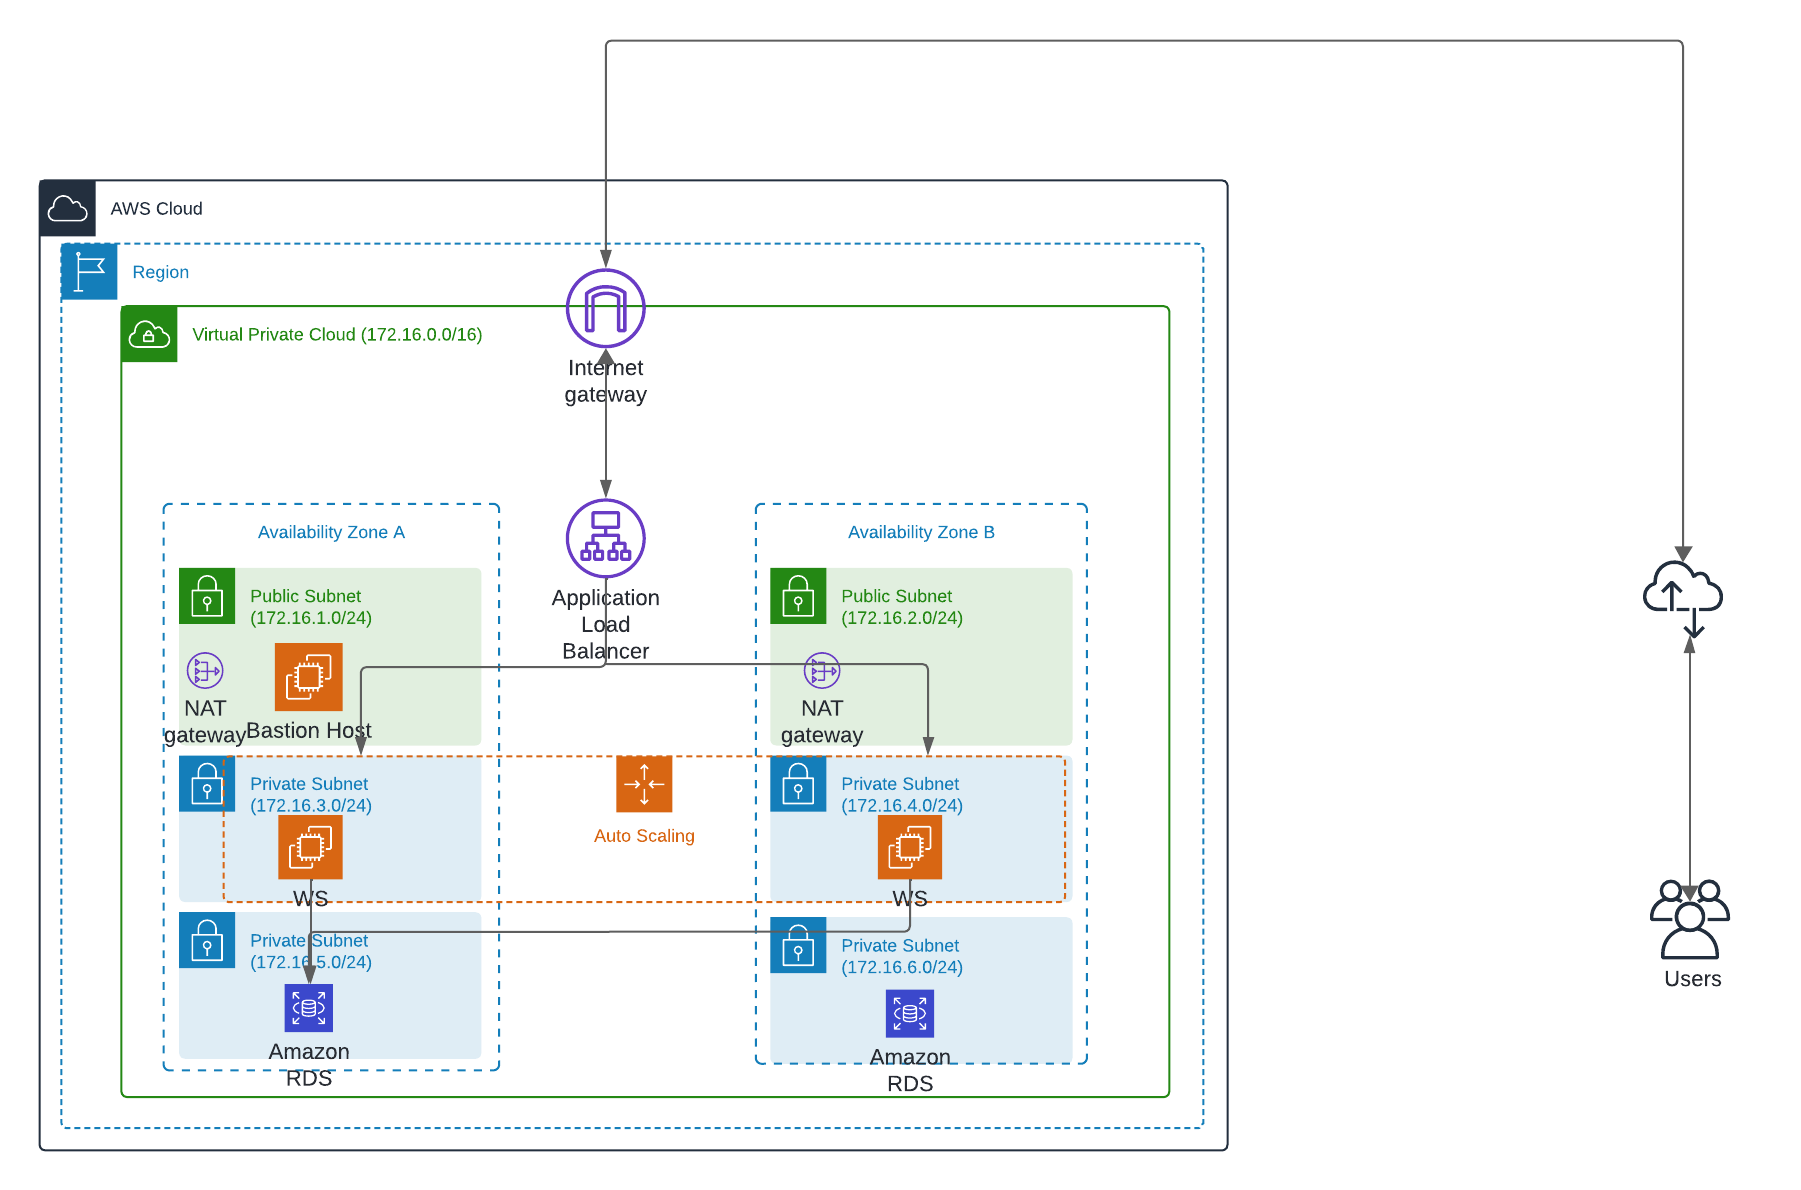 AWS Cloud
Region
Virtual Private Cloud (172.16.0.0/16)
Internet
gateway
Availability Zone A
Availability Zone B
Application
Load
Balancer
Public Subnet
(172.16.1.0/24)
NAT
gateway
Bastion Host
Public Subnet
(172.16.2.0/24)
NAT
gateway
Private Subnet
(172.16.3.0/24)
WS
Auto Scaling
Private Subnet
(172.16.4.0/24)
WS
Private Subnet
(172.16.5.0/24)
Amazon
RDS
Private Subnet
(172.16.6.0/24)
Amazon
RDS
Users